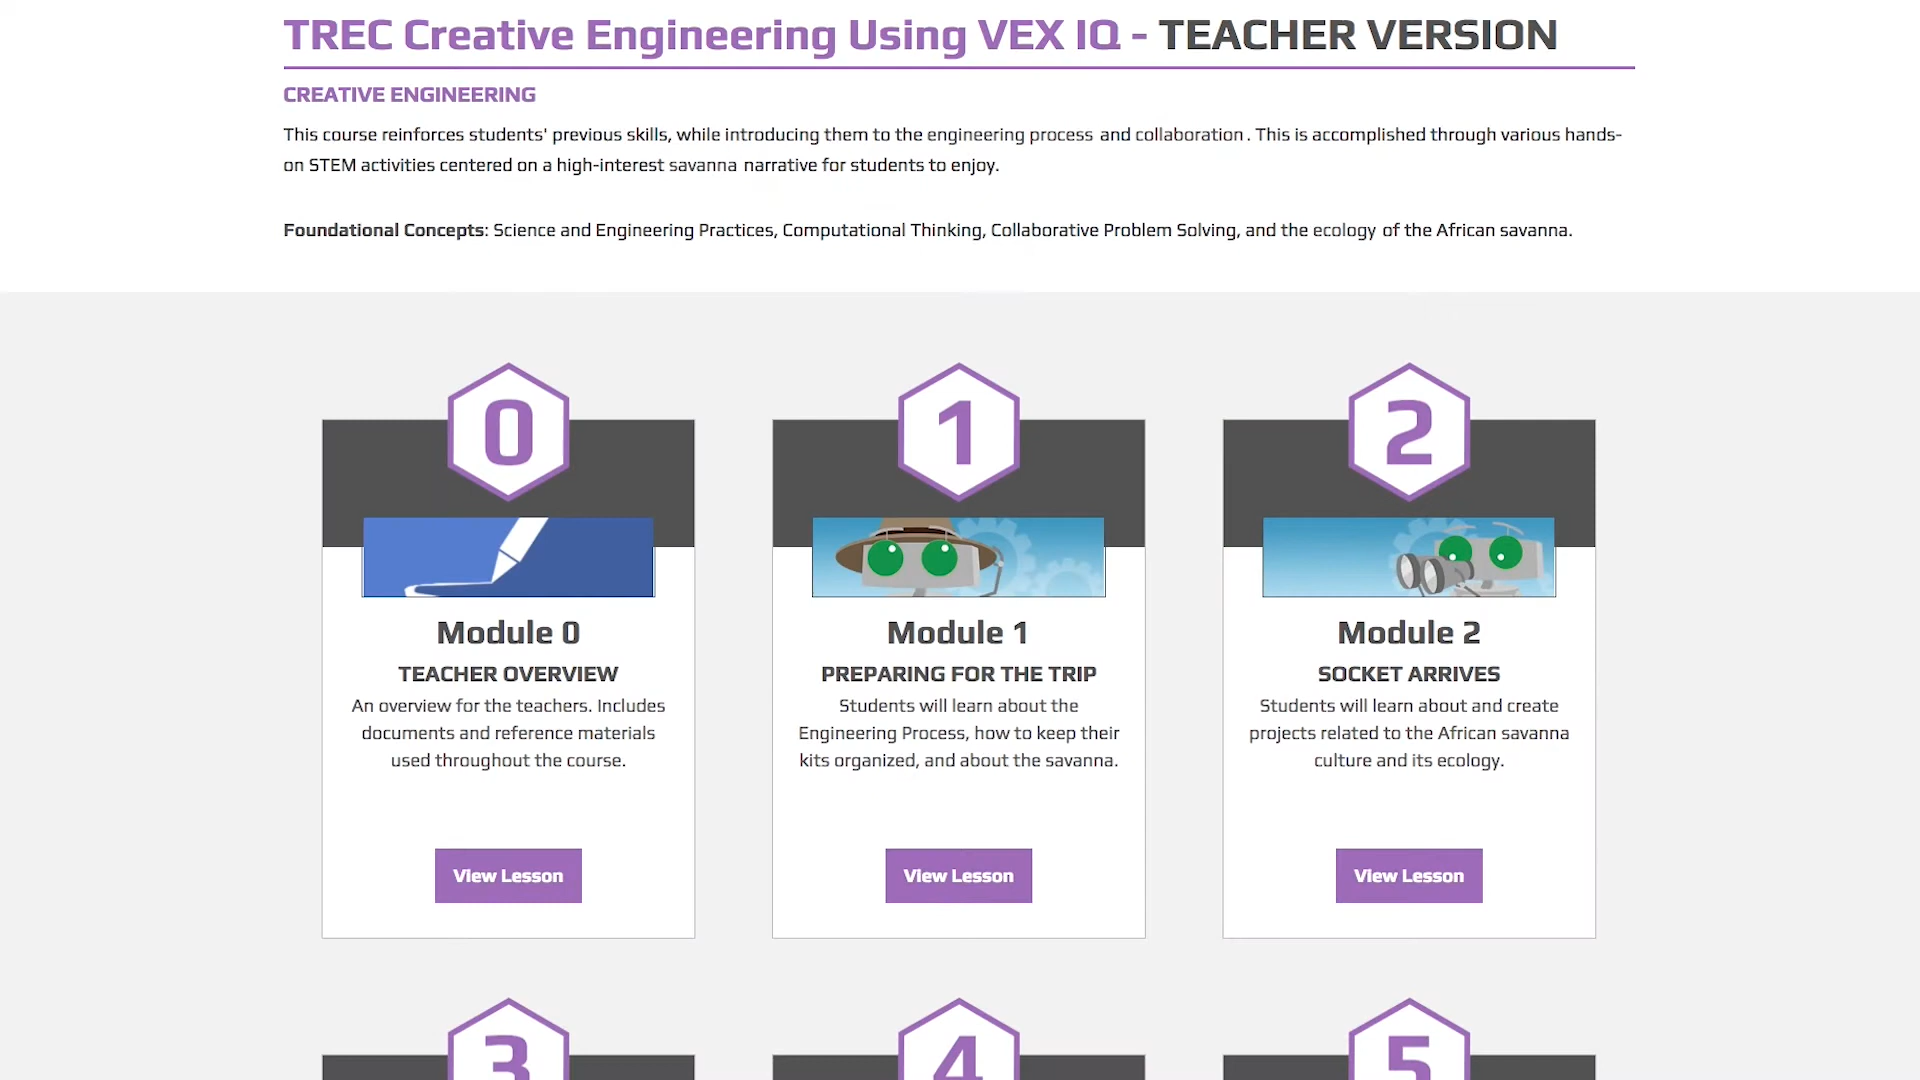 TREC Creative Engineering Using VEX IQ - TEACHER VERSION
CREATIVE ENGINEERING
This course reinforces students' previous skills, while introducing them to the engineering process and collaboration. This is accomplished through various hands-
on STEM activities centered on a high-interest savanna narrative for students to enjoy.
Foundational Concepts: Science and Engineering Practices, Computational Thinking, Collaborative Problem Solving, and the ecology of the African savanna.
0
Module 0
TEACHER OVERVIEW
An overview for the teachers. Includes
documents and reference materials
used throughout the course.
View Lesson
1
Module 1
PREPARING FOR THE TRIP
Students will learn about the
Engineering Process, how to keep their
kits organized, and about the savanna.
View Lesson
2
Module 2
SOCKET ARRIVES
Students will learn about and create
projects related to the African savanna
culture and its ecology.
View Lesson
3
4
5